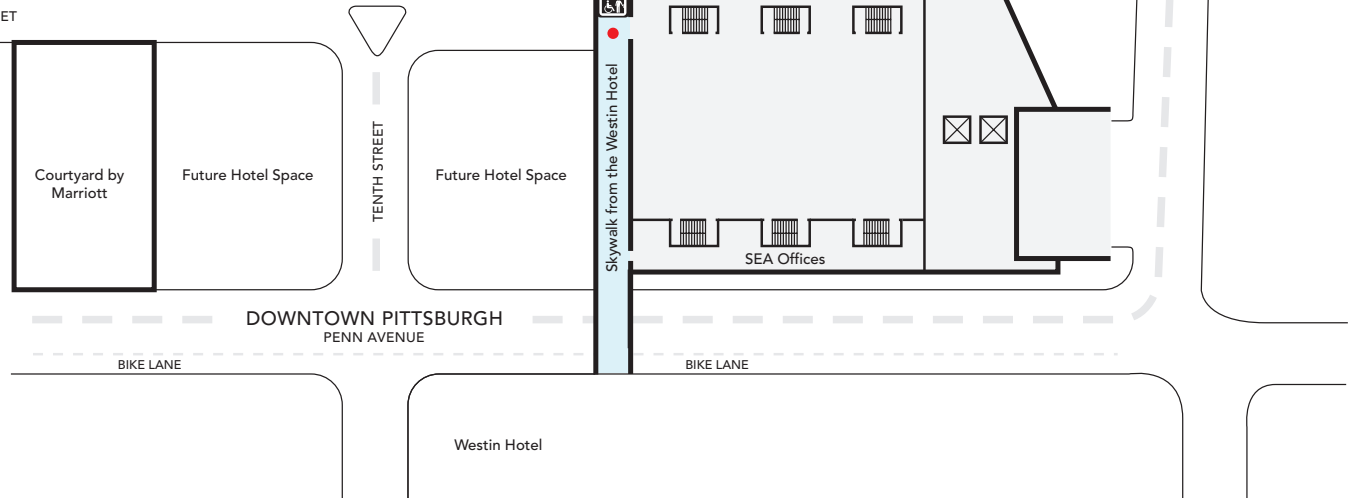 ET
Courtyard by
Marriott
Future Hotel Space
TENTH STREET
Future Hotel Space
Skywalk from the Westin Hotel
SEA Offices
DOWNTOWN PITTSBURGH
PENN AVENUE
BIKE LANE
BIKE LANE
Westin Hotel